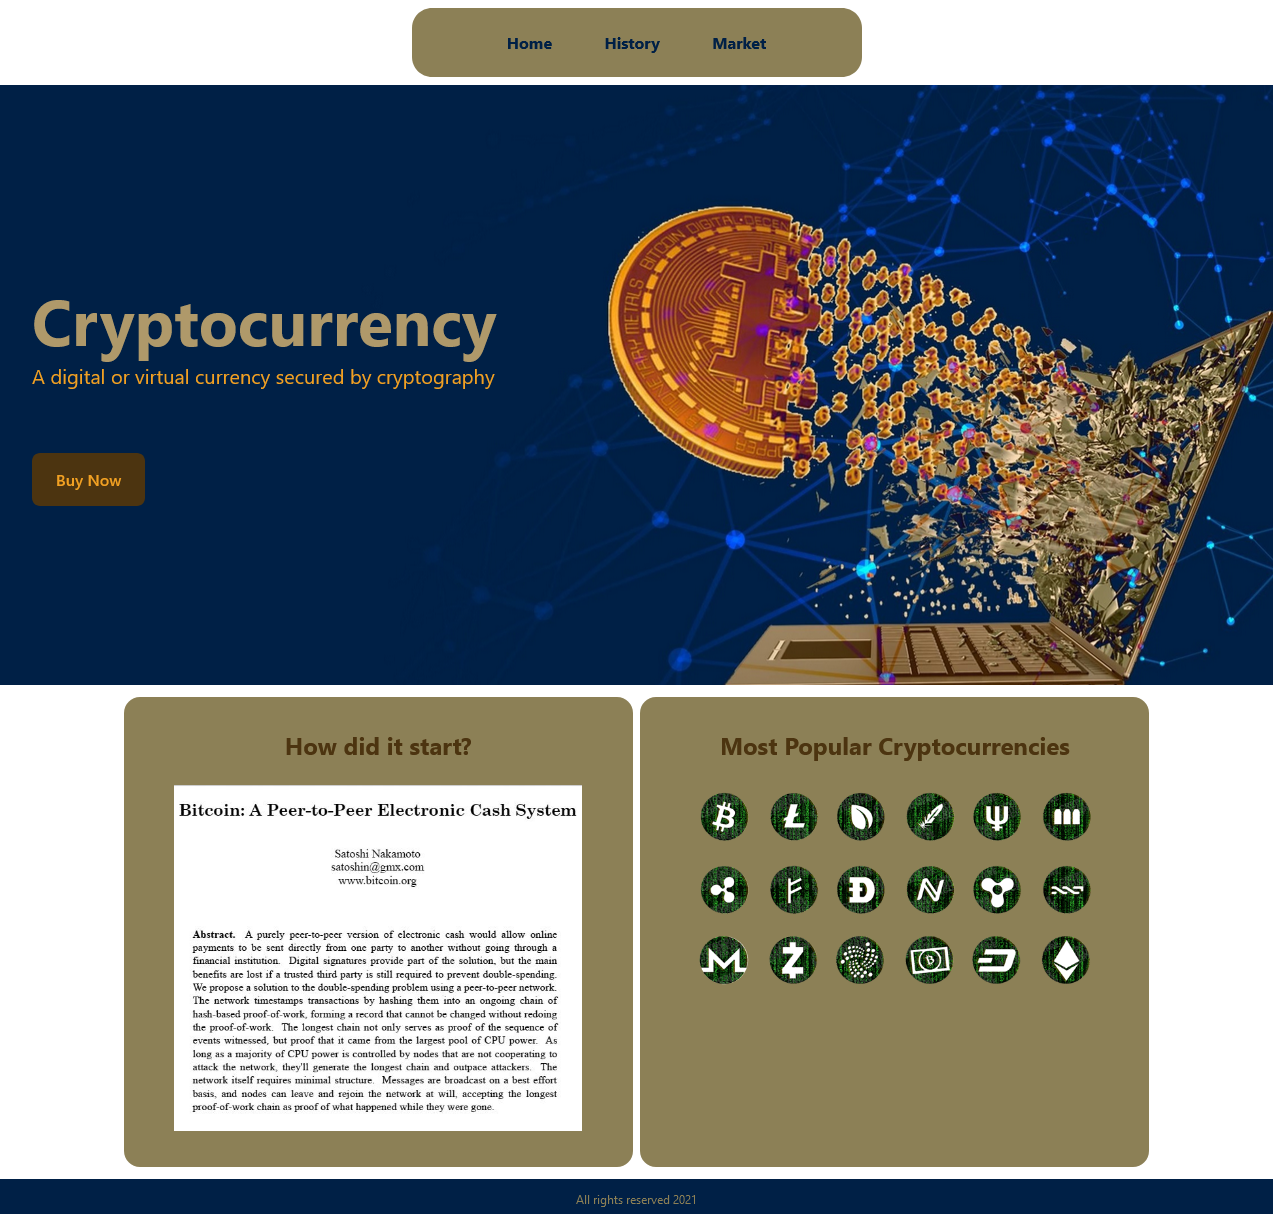 Home History Market
Cryptocurrency
A digital or virtual currency secured by cryptography
Buy Now
How did it start?
Bitcoin: A Peer-to-Peer Electronic Cash System
Satoshi Nakamoto
satoshin@gmx.com
www.bitcoin.org
Abstract. A purely peer-to-peer version of electronic cash would allow online
payments to be sent directly from one party to another without going through a
financial institution. Digital signatures provide part of the solution, but the main
benefits are lost if a trusted third party is still required to prevent double-spending.
We propose a solution to the double-spending problem using a peer-to-peer network.
The network timestamps transactions by hashing them into an ongoing chain of
hash-based proof-of-work, forming a record that cannot be changed without redoing
the proof-of-work. The longest chain not only serves as proof of the sequence of
events witnessed, but proof that it came from the largest pool of CPU power. As
long as a majority of CPU power is controlled by nodes that are not cooperating to
attack the network, they'll generate the longest chain and outpace attackers. The
network itself requires minimal structure. Messages are broadcast on a best effort
basis, and nodes can leave and rejoin the network at will, accepting the longest
proof-of-work chain as proof of what happened while they were gone.
Most Popular Cryptocurrencies
All rights reserved 2021